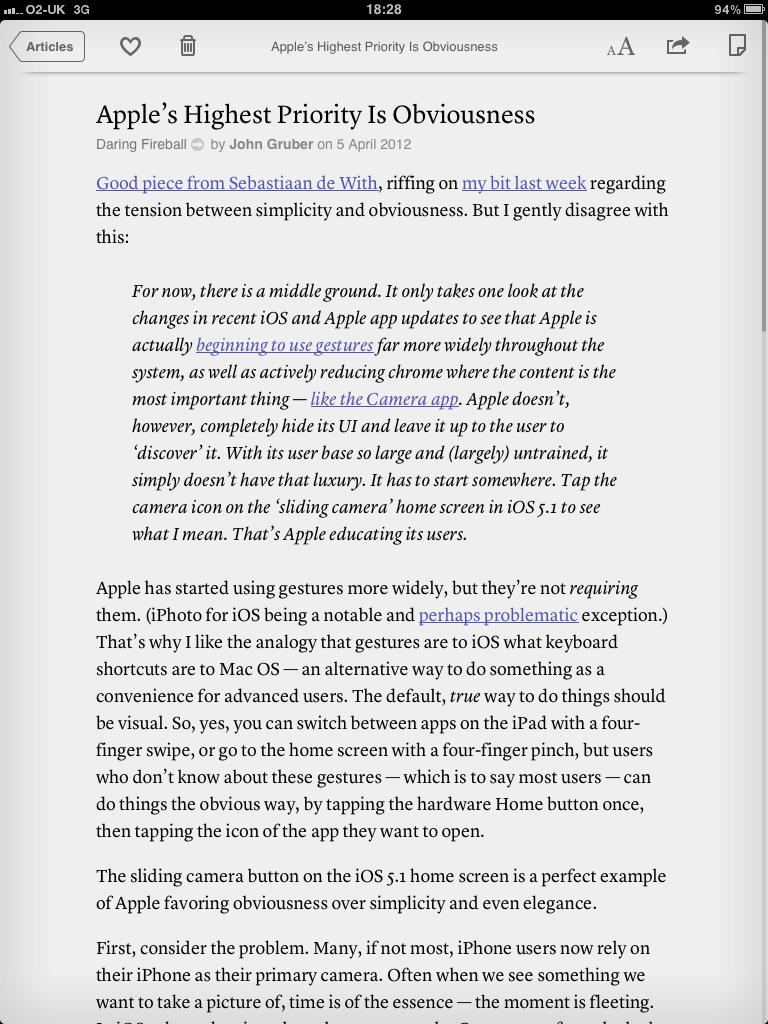 O2-UK 3G 18:28 94%
Articles Apple's Highest Priority Is Obviousness AA
Apple's Highest Priority Is Obviousness
Daring Fireball by John Gruber on 5 April 2012
Good piece from Sebastiaan de With, riffing on my bit last week regarding
the tension between simplicity and obviousness. But I gently disagree with
this:
For now, there is a middle ground. It only takes one look at the
changes in recent iOS and Apple app updates to see that Apple is
actually beginning to use gestures far more widely throughout the
system, as well as actively reducing chrome where the content is the
most important thing — like the Camera app. Apple doesn't,
however, completely hide its UI and leave it up to the user to
‘discover’ it. With its user base so large and (largely) untrained, it
simply doesn't have that luxury. It has to start somewhere. Tap the
camera icon on the ‘sliding camera’ home screen in iOS 5.1 to see
what I mean. That's Apple educating its users.
Apple has started using gestures more widely, but they're not requiring
them. (iPhoto for iOS being a notable and perhaps problematic exception.)
That's why I like the analogy that gestures are to iOS what keyboard
shortcuts are to Mac OS — an alternative way to do something as a
convenience for advanced users. The default, true way to do things should
be visual. So, yes, you can switch between apps on the iPad with a four-
finger swipe, or go to the home screen with a four-finger pinch, but users
who don't know about these gestures — which is to say most users — can
do things the obvious way, by tapping the hardware Home button once,
then tapping the icon of the app they want to open.
The sliding camera button on the iOS 5.1 home screen is a perfect example
of Apple favoring obviousness over simplicity and even elegance.
First, consider the problem. Many, if not most, iPhone users now rely on
their iPhone as their primary camera. Often when we see something we
want to take a picture of, time is of the essence — the moment is fleeting.